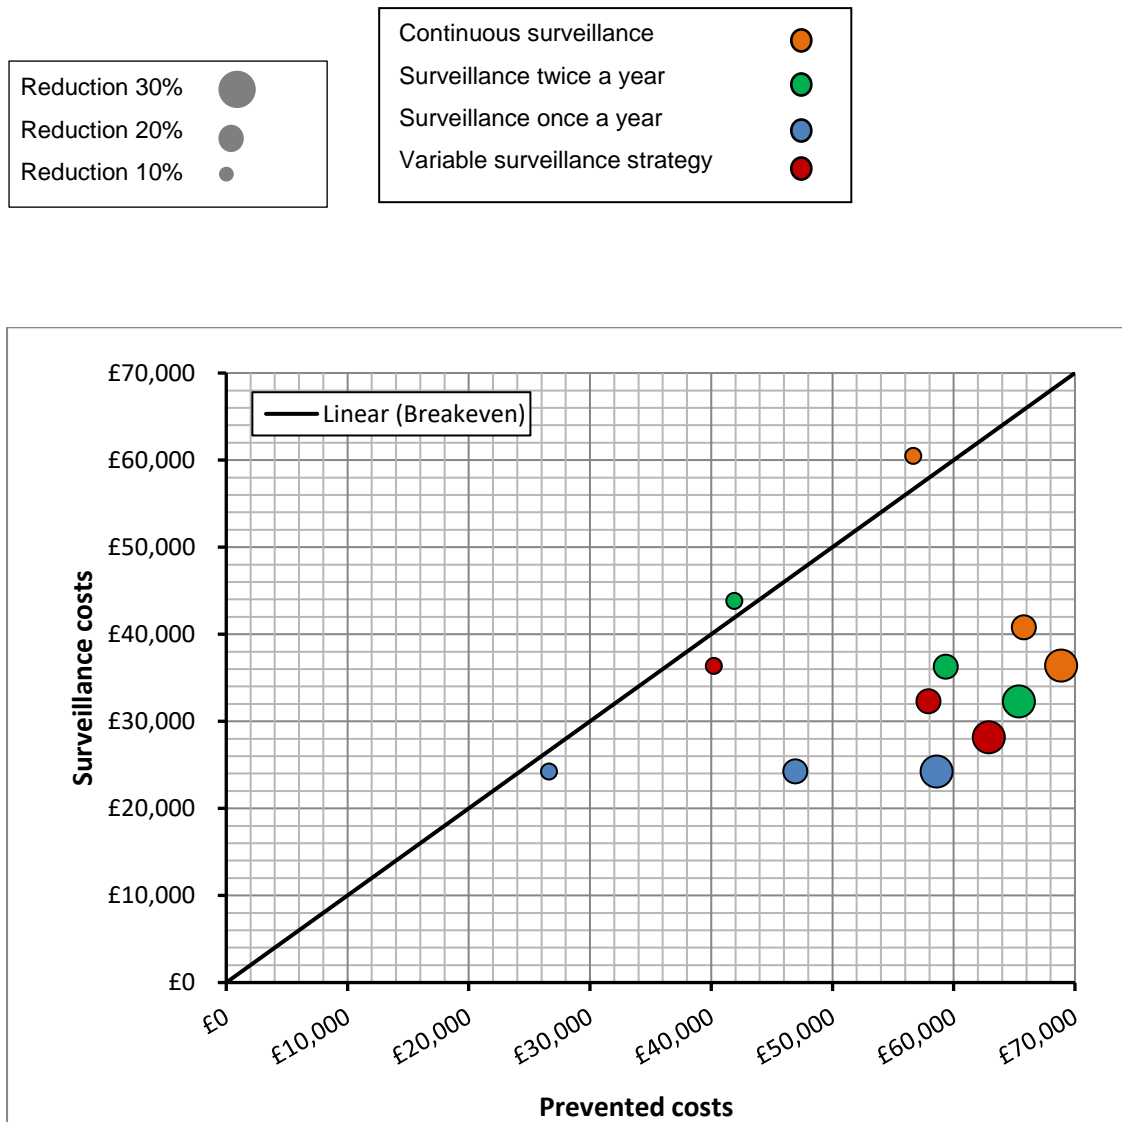 Continuous surveillance
Surveillance twice a year
Surveillance once a year
Variable surveillance strategy
Reduction 30%
Reduction 20%
Reduction 10%
£70,000
£60,000
£50,000
£40,000
£30,000
£20,000
£10,000
£0
Linear (Breakeven)
Surveillance costs
£0
£10,000
£20,000
£30,000
£40,000
£50,000
£60,000
£70,000
Prevented costs